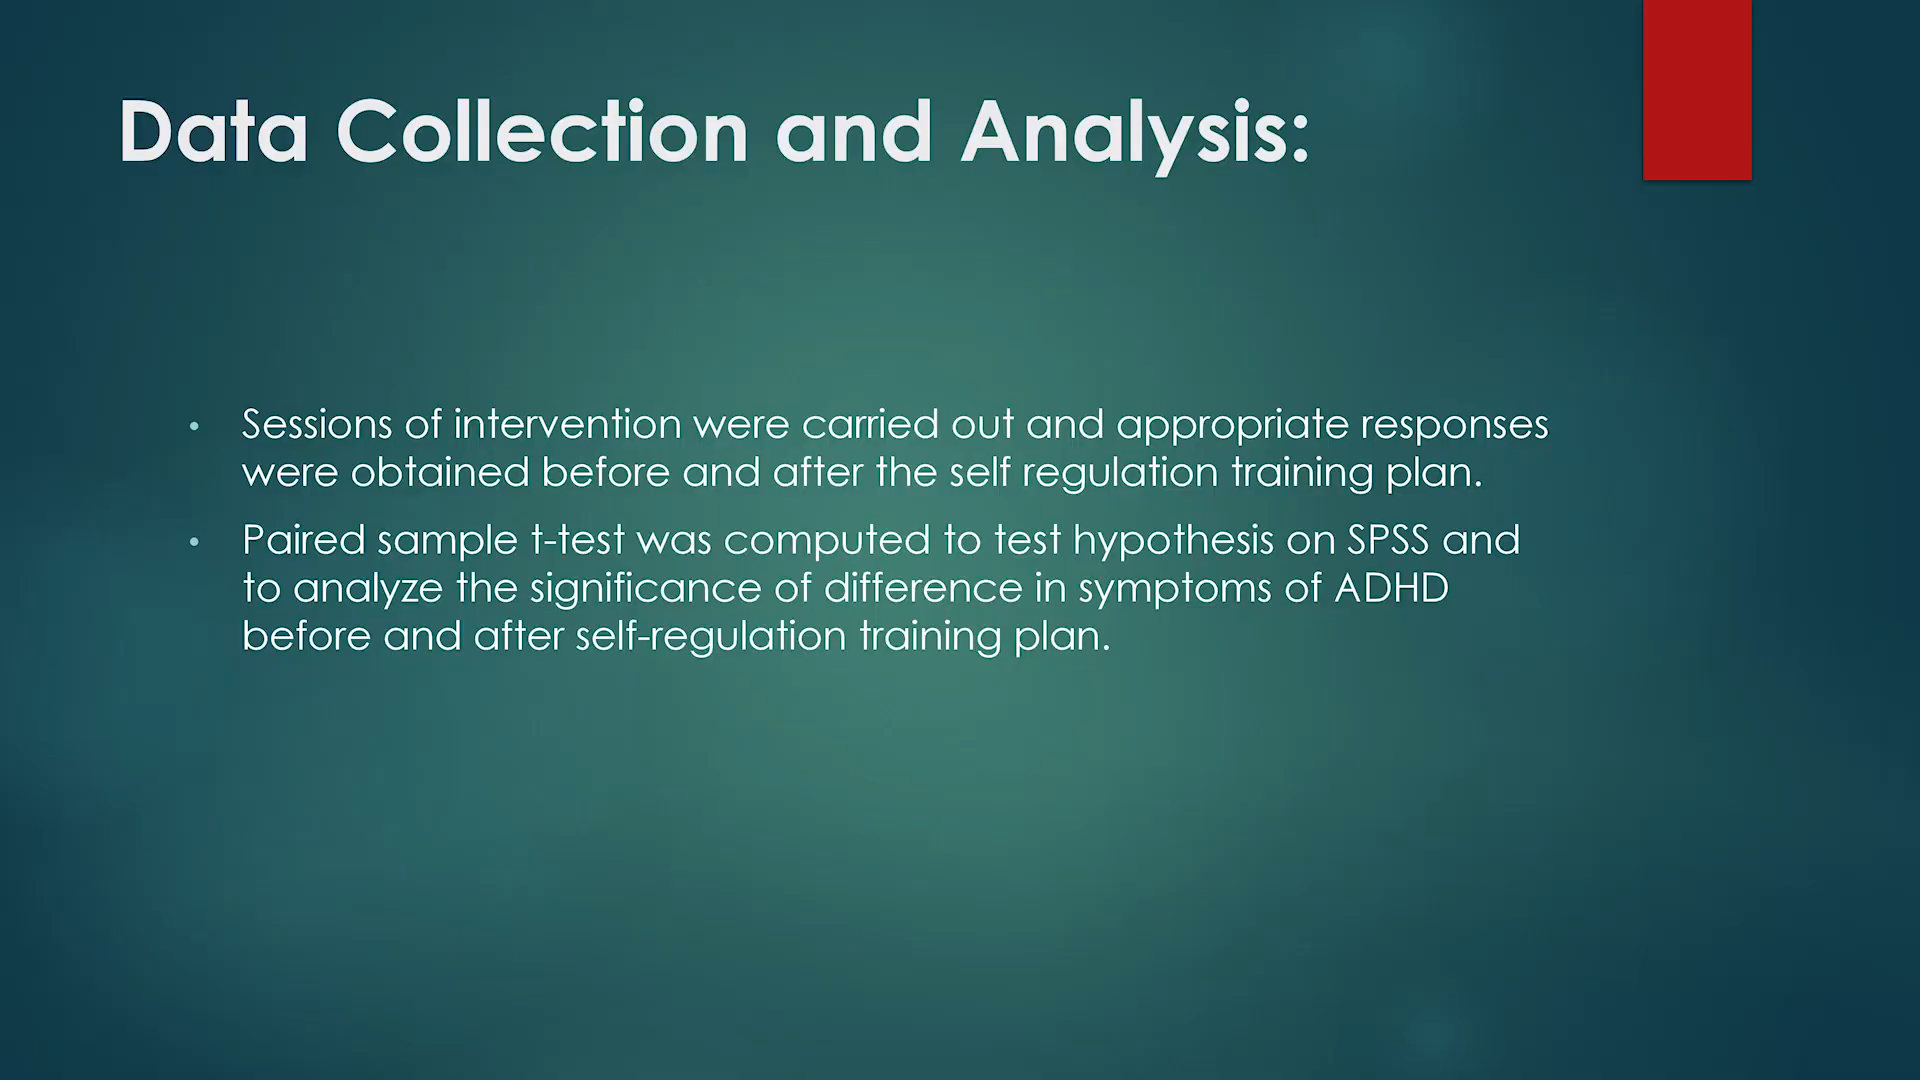 Data Collection and Analysis:
• Sessions of intervention were carried out and appropriate responses
were obtained before and after the self regulation training plan.
• Paired sample t-test was computed to test hypothesis on SPSS and
to analyze the significance of difference in symptoms of ADHD
before and after self-regulation training plan.